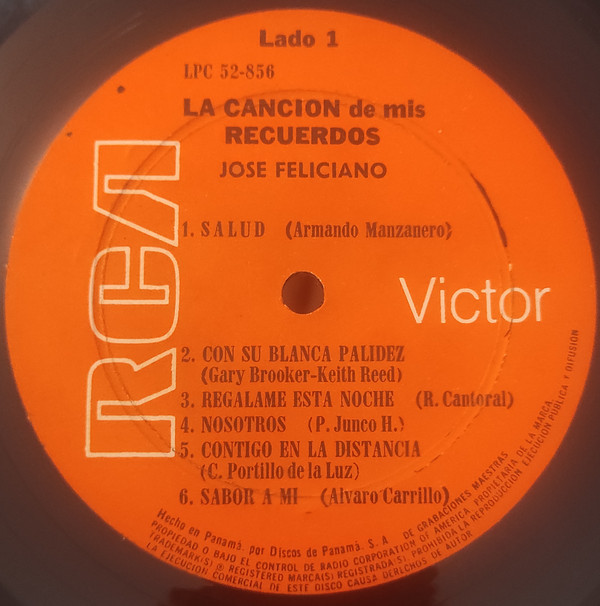 Lado 1
LPC 52-856
LA CANCION de mis
RECUERDOS
JOSE FELICIANO
RCA
Victor
1. SALUD (Armando Manzanero)
2. CON SU BLANCA PALIDEZ
(Gary Brooker-Keith Reed)
3. REGALAME ESTA NOCHE (R. Cantoral)
4. NOSOTROS (P. Junco H.)
5. CONTIGO EN LA DISTANCIA
(C. Portillo de la Luz)
6. SABOR A MI (Alvaro Carrillo)
Hecho en Panamá, por Discos de Panamá, S. A. DE GRABACIONES MAESTRAS
PROPIEDAD O BAJO EL CONTROL DE RADIO CORPORATION OF AMERICA, PROPIETARIA DE LA MARCA.
TRADEMARK(S) ® REGISTERED MARCA(S) REGISTRADA(S). PROHIBIDA LA REPRODUCCION EJECUCION PUBLICA Y DIFUSION
LA EJECUCION COMERCIAL DE ESTE DISCO CAUSA DERECHOS DE AUTOR